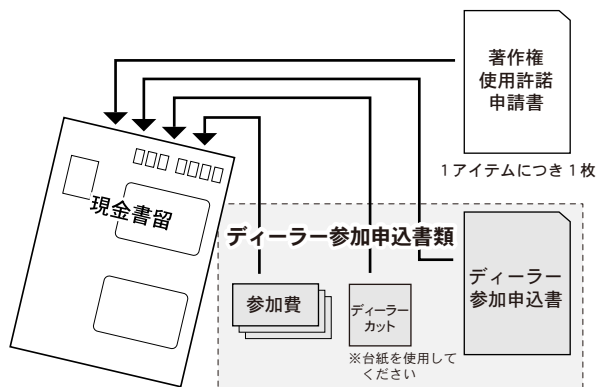 著作権
使用許諾
申請書
1アイテムにつき1枚
現金書留
ディーラー参加申込書類
参加費
ディーラー
カット
※台紙を使用して
ください
ディーラー
参加申込書